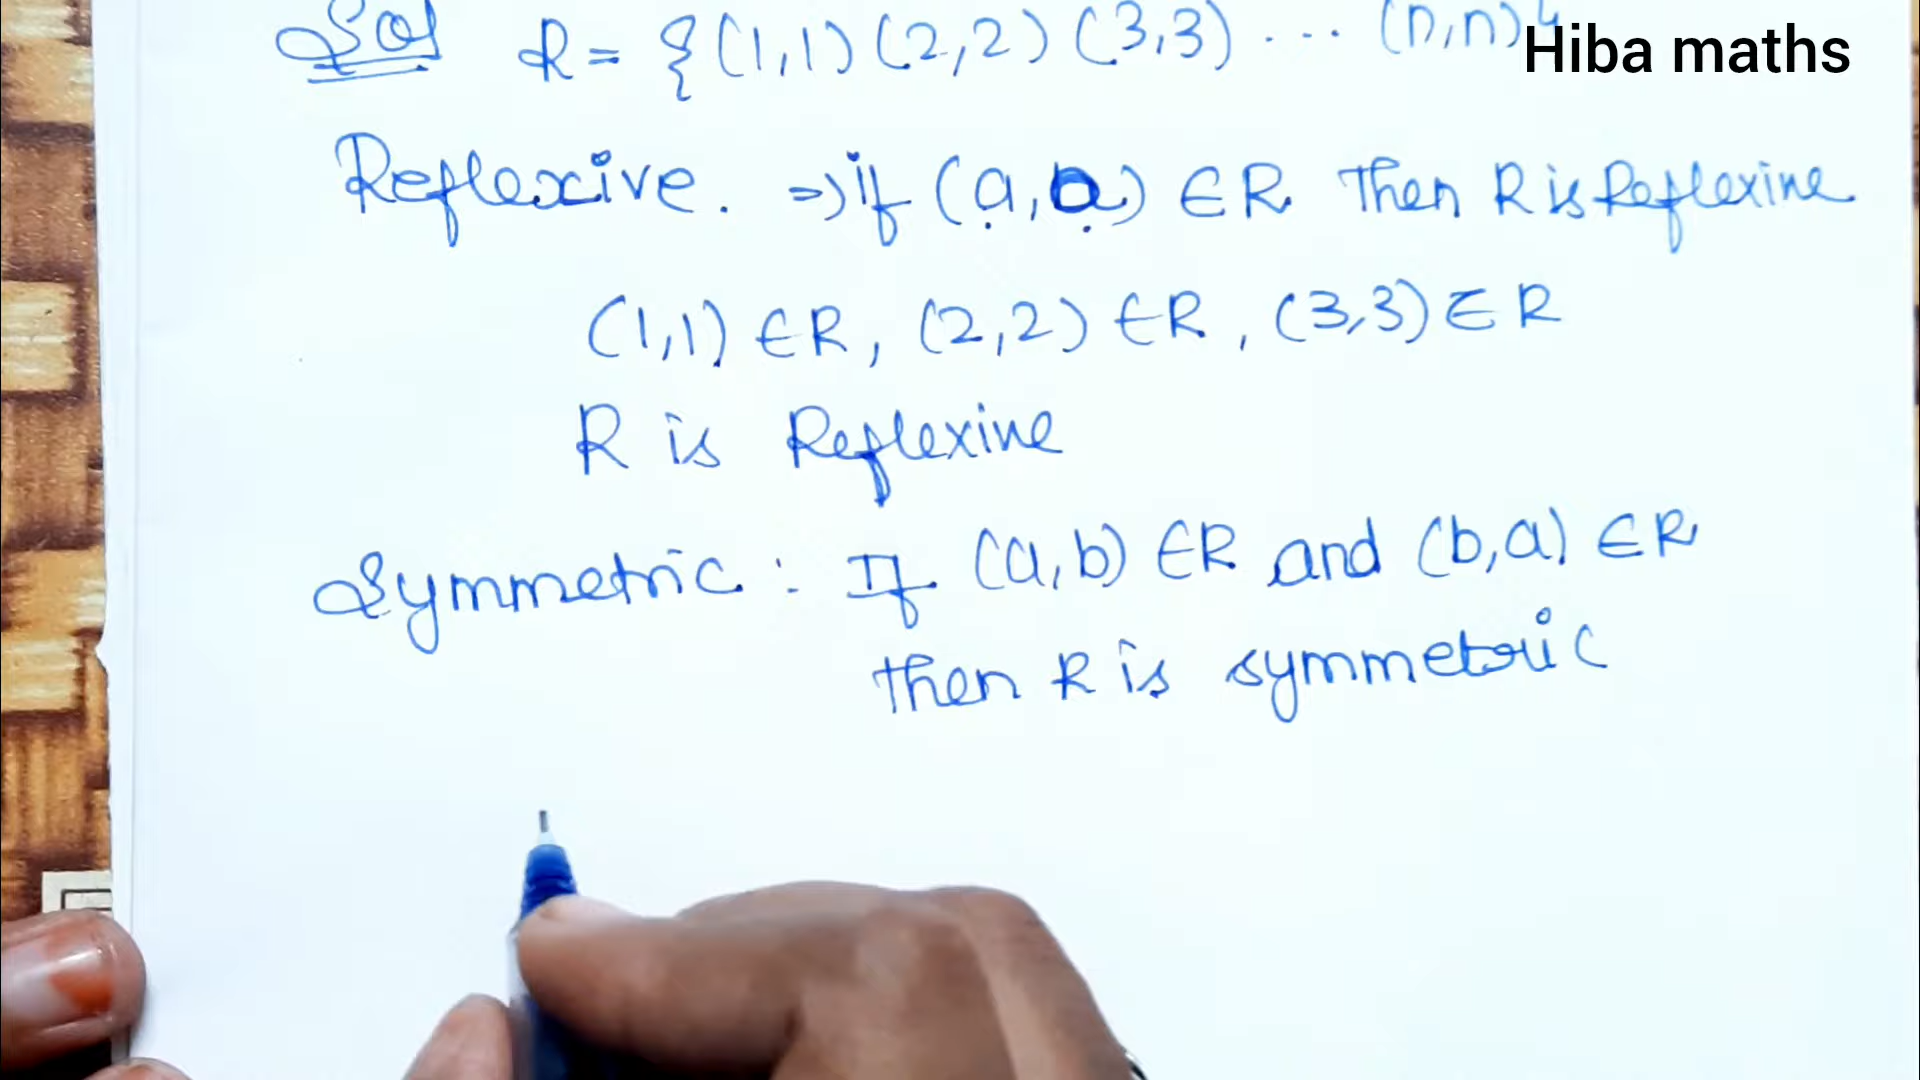 Sol R = {(1,1) (2,2) (3,3) ... (n,n)}
Hiba maths
Reflexive. ⇒ if (a,a) ∈ R Then R is Reflexive
(1,1) ∈ R, (2,2) ∈ R, (3,3) ∈ R
R is Reflexive
Symmetric : If (a,b) ∈ R and (b,a) ∈ R
then R is symmetric